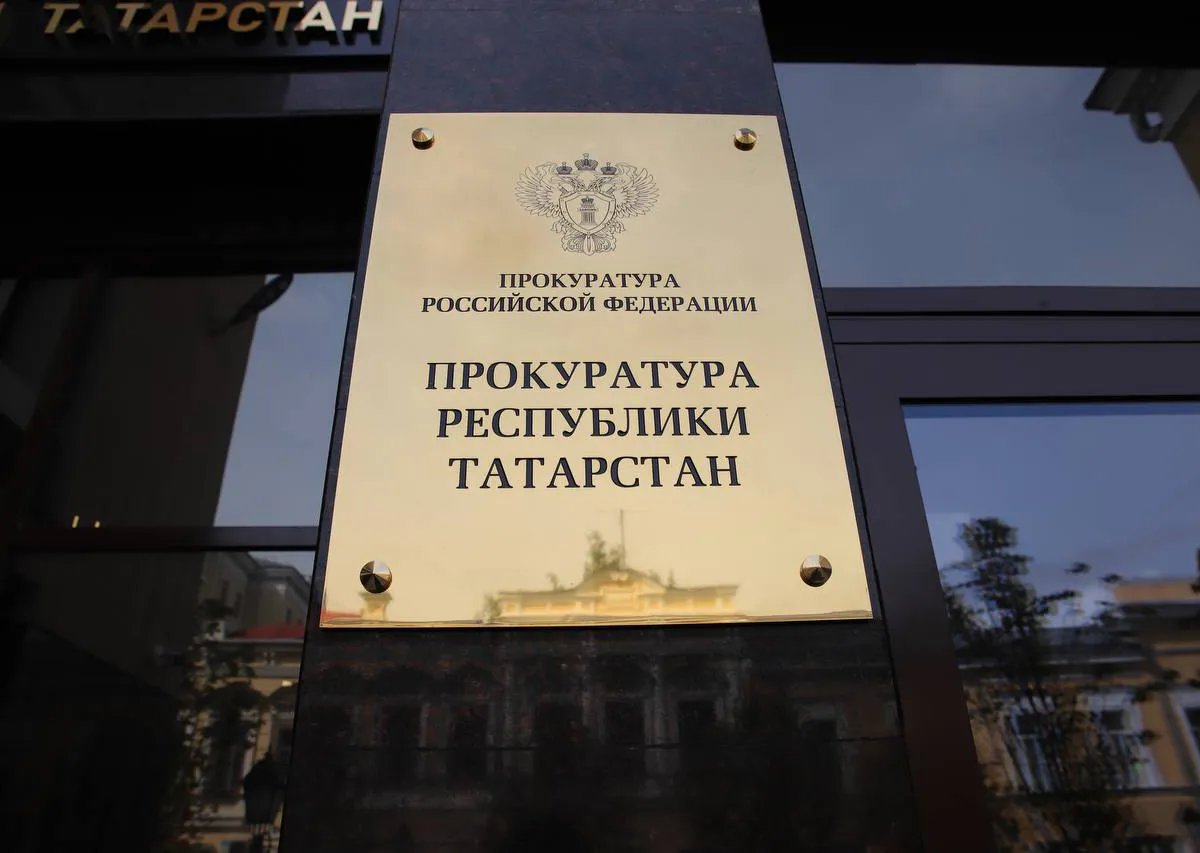 ТАТАРСТАН
ПРОКУРАТУРА
РОССИЙСКОЙ ФЕДЕРАЦИИ
ПРОКУРАТУРА
РЕСПУБЛИКИ
ТАТАРСТАН